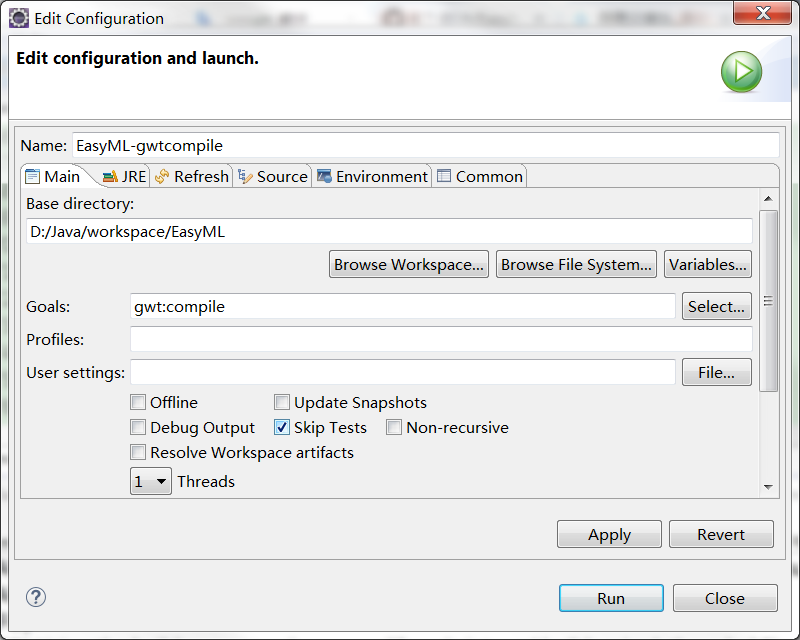 Edit Configuration
Edit configuration and launch.
Name: EasyML-gwtcompile
Main JRE Refresh Source Environment Common
Base directory:
D:/Java/workspace/EasyML
Browse Workspace... Browse File System... Variables...
Goals: gwt:compile Select...
Profiles:
User settings: File...
Offline Update Snapshots
Debug Output Skip Tests Non-recursive
Resolve Workspace artifacts
1 Threads
Apply Revert
Run Close